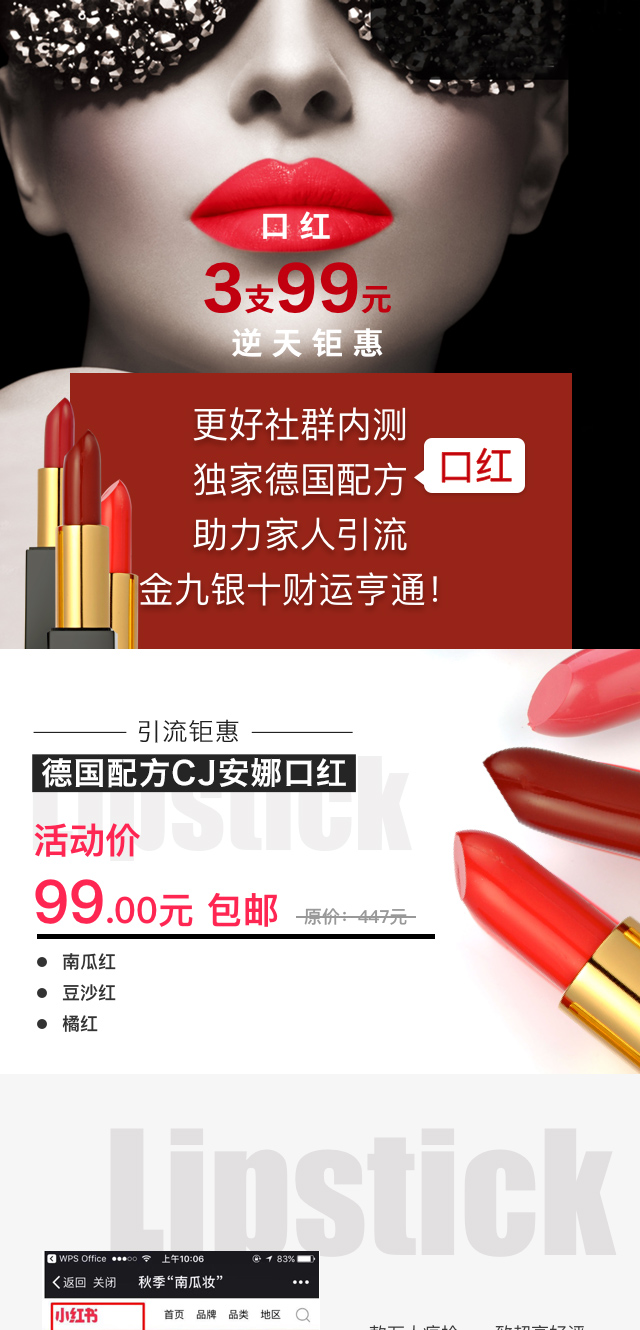 口红
3支99元
逆天钜惠
更好社群内测
独家德国配方
口红
助力家人引流
金九银十财运亨通!
引流钜惠
Lipstick
德国配方CJ安娜口红
活动价
99.00元 包邮 原价: 447元
南瓜红
豆沙红
橘红
Lipstick
WPS Office 上午10:06 83%
返回 关闭 秋季“南瓜妆”
小红书 首页 品牌 品类 地区